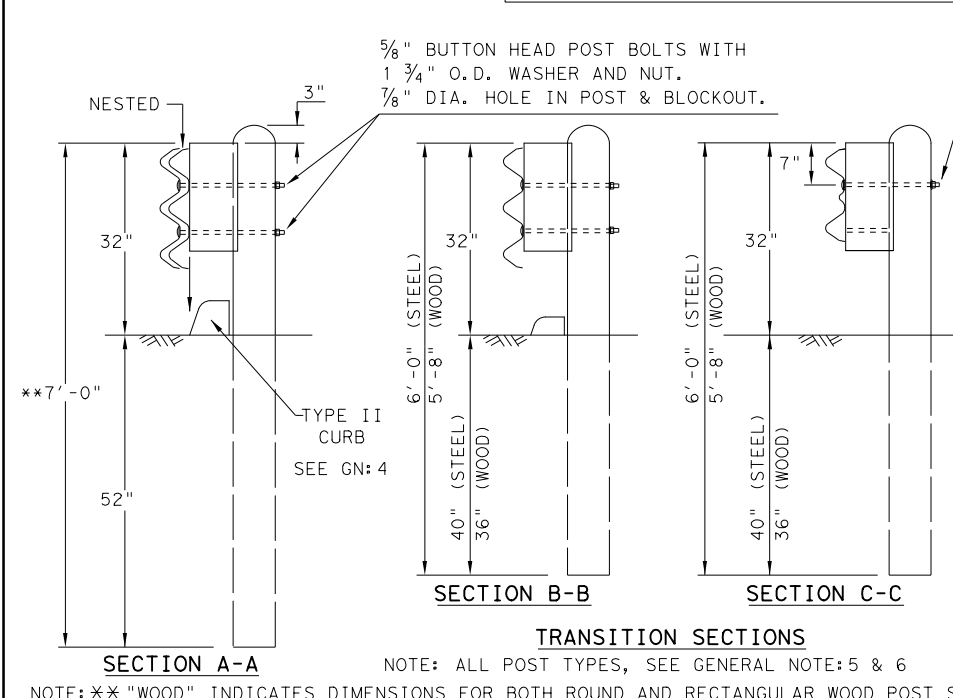 ⅝" BUTTON HEAD POST BOLTS WITH
1 ¾" O.D. WASHER AND NUT.
⅞" DIA. HOLE IN POST & BLOCKOUT.
NESTED
3"
32"
**7'-0"
52"
TYPE II
CURB
SEE GN:4
SECTION A-A
32"
6'-0" (STEEL)
5'-8" (WOOD)
40" (STEEL)
36" (WOOD)
SECTION B-B
7"
32"
6'-0" (STEEL)
5'-8" (WOOD)
40" (STEEL)
36" (WOOD)
SECTION C-C
TRANSITION SECTIONS
NOTE: ALL POST TYPES, SEE GENERAL NOTE:5 & 6
NOTE:** "WOOD" INDICATES DIMENSIONS FOR BOTH ROUND AND RECTANGULAR WOOD POST